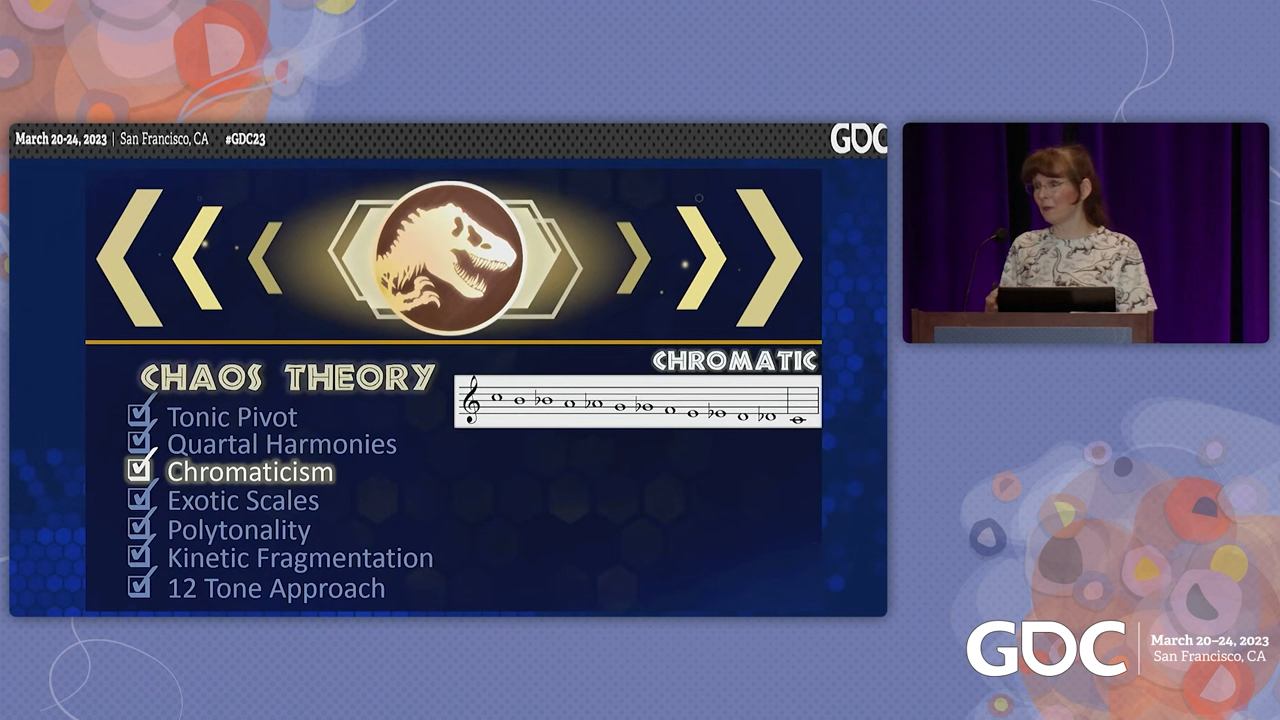 March 20-24, 2023 | San Francisco, CA #GDC23
GDC
CHROMATIC
CHAOS THEORY
Tonic Pivot
Quartal Harmonies
Chromaticism
Exotic Scales
Polytonality
Kinetic Fragmentation
12 Tone Approach
GDC
March 20–24, 2023
San Francisco, CA